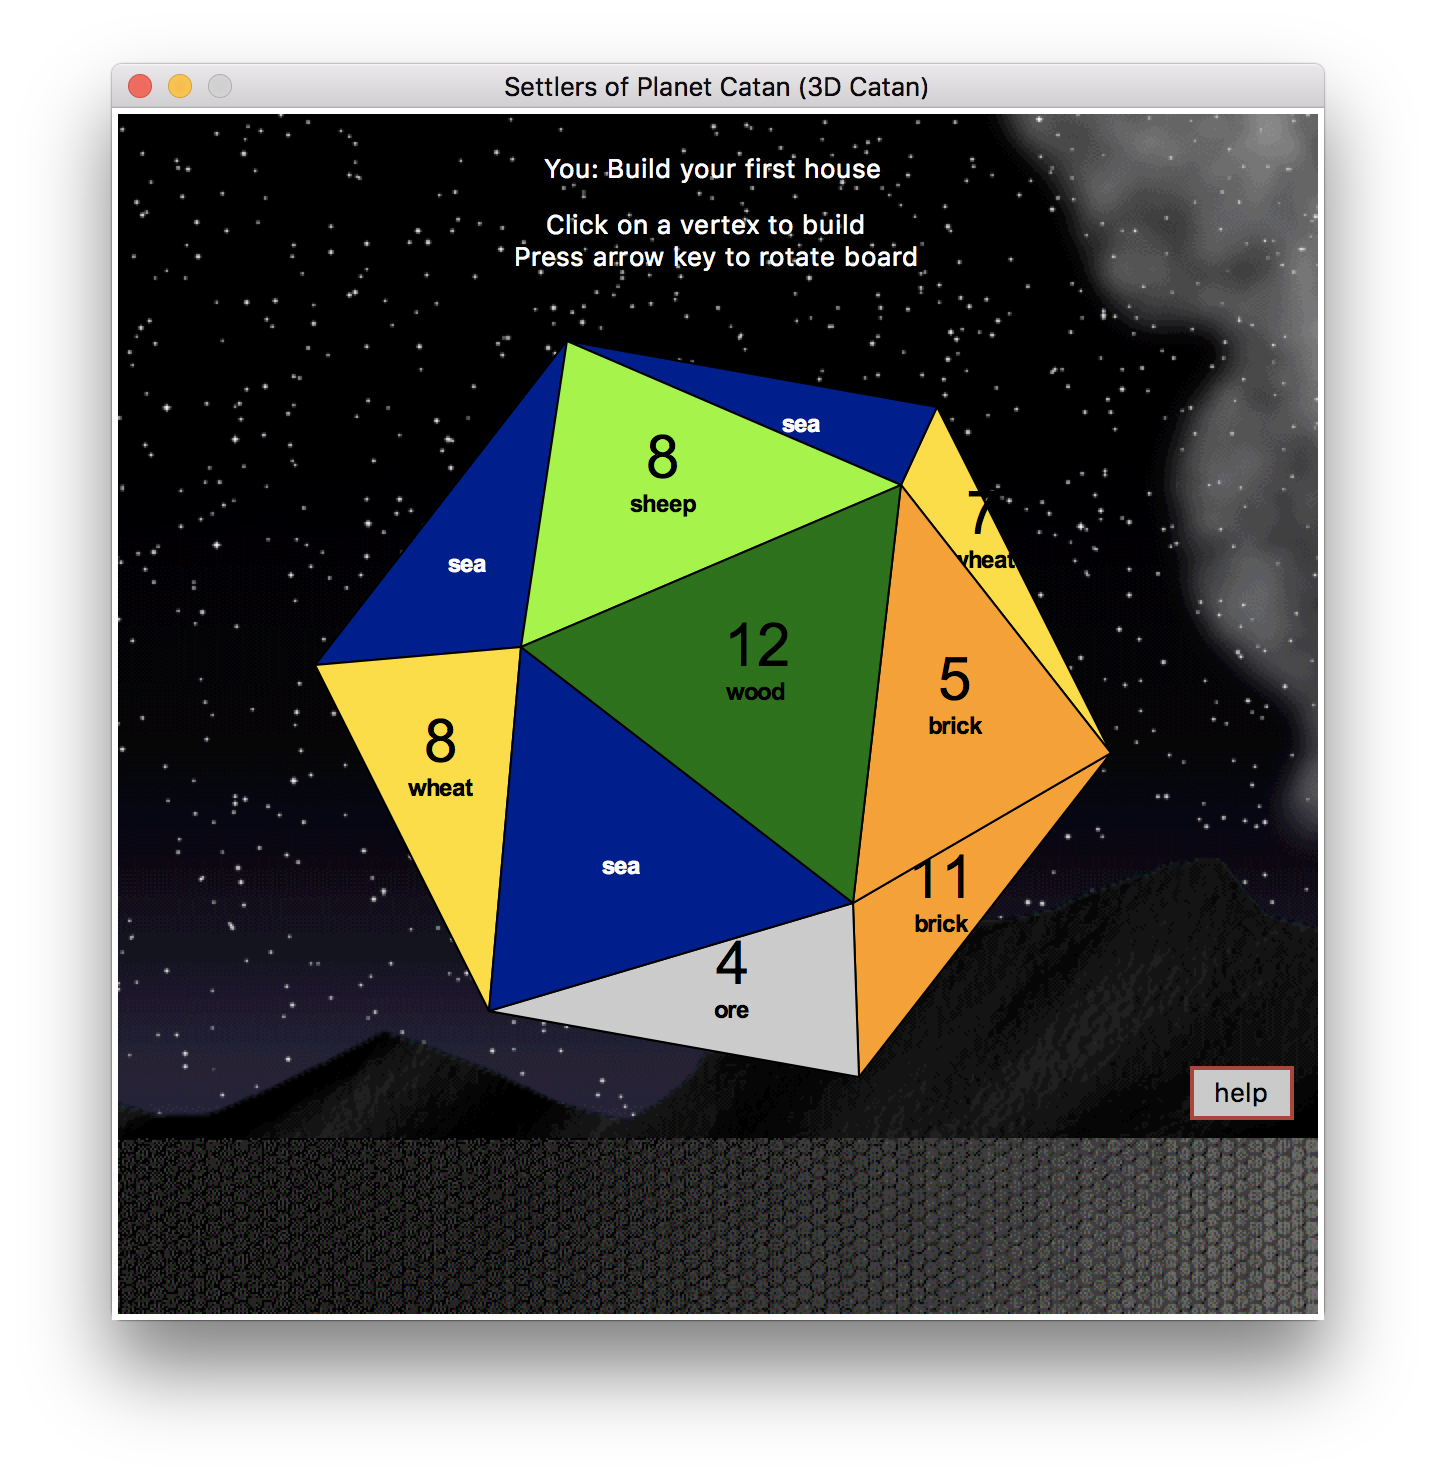 Settlers of Planet Catan (3D Catan)
You: Build your first house
Click on a vertex to build
Press arrow key to rotate board
sea
8
sheep
7
wheat
sea
12
wood
5
brick
8
wheat
sea
11
brick
4
ore
help